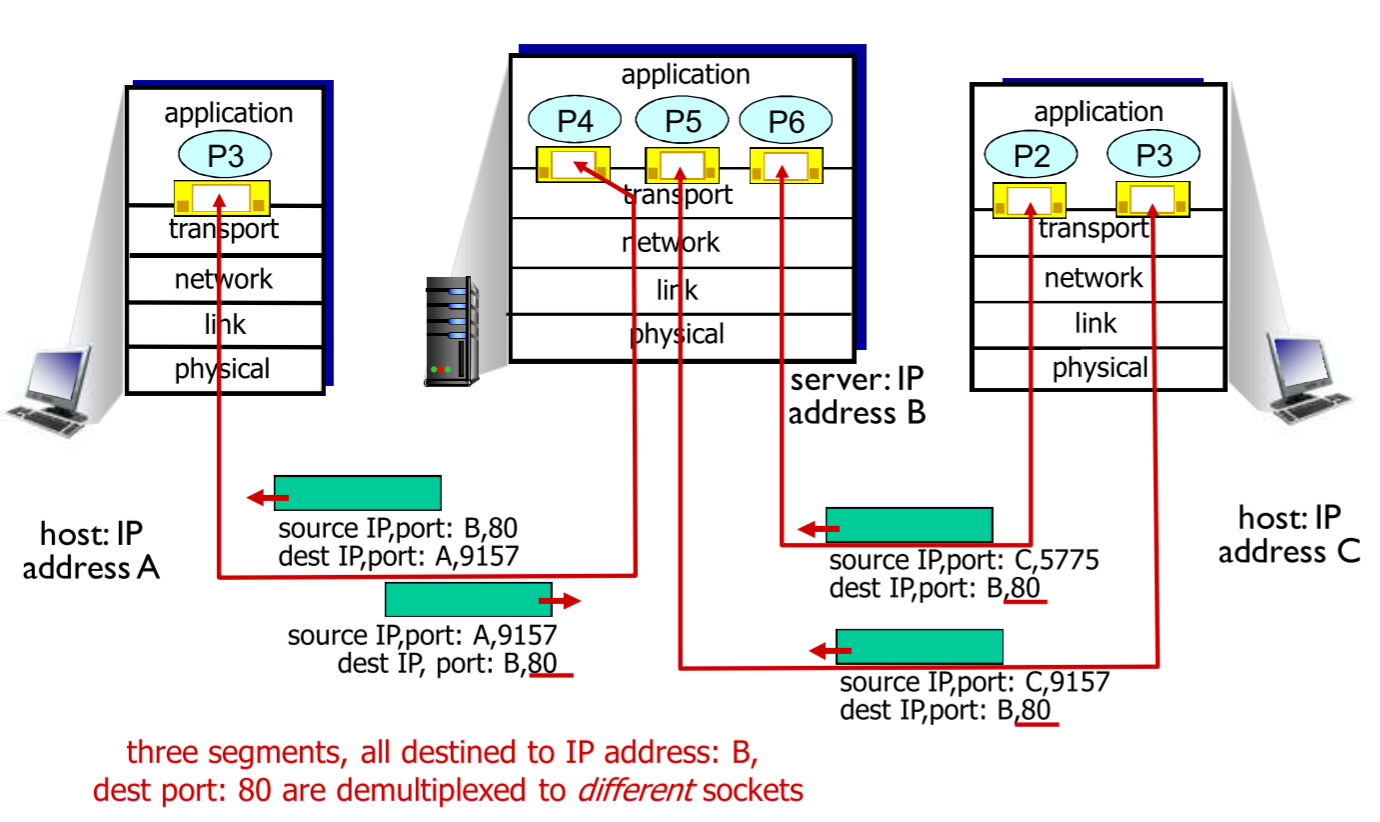 application
P3
transport
network
link
physical
host: IP
address A
application
P4
P5
P6
transport
network
link
physical
server: IP
address B
application
P2
P3
transport
network
link
physical
host: IP
address C
source IP,port: B,80
dest IP,port: A,9157
source IP,port: A,9157
dest IP, port: B,80
source IP,port: C,5775
dest IP,port: B,80
source IP,port: C,9157
dest IP,port: B,80
three segments, all destined to IP address: B,
dest port: 80 are demultiplexed to different sockets